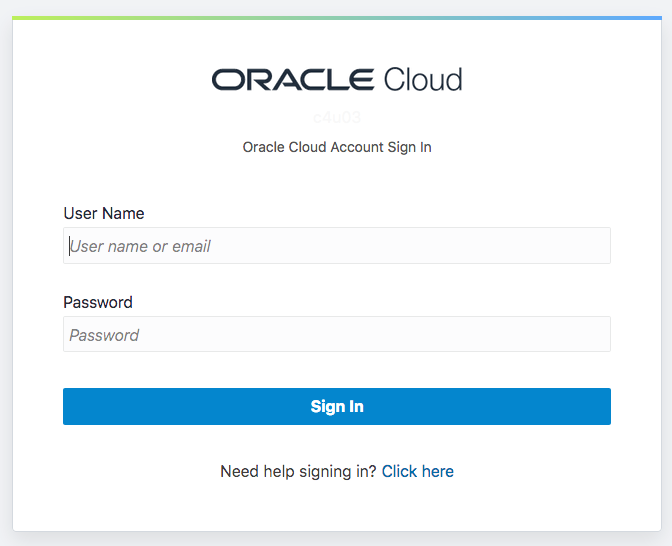 ORACLE Cloud
c4u03
Oracle Cloud Account Sign In
User Name
User name or email
Password
Password
Sign In
Need help signing in? Click here